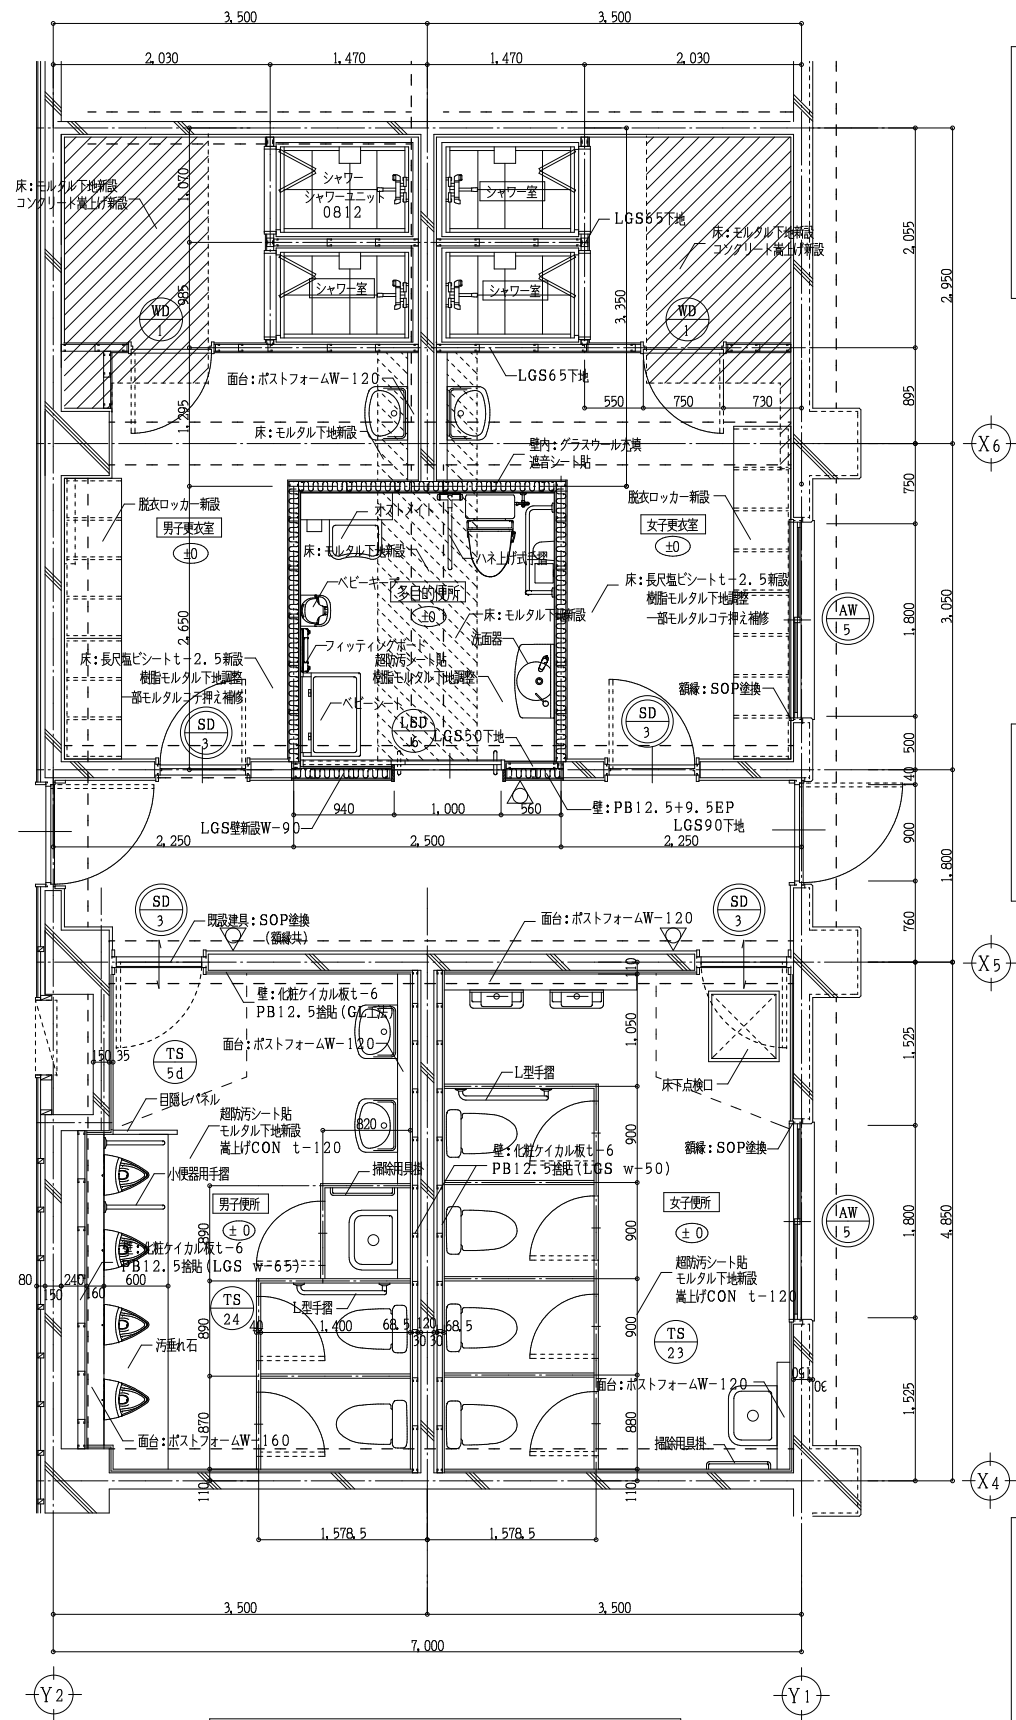 3,500
3,500
2,030
1,470
1,470
2,030
床:モルタル下地新設
コンクリート嵩上げ新設
1,070
シャワー
シャワーユニット
0812
シャワー室
LGS65下地
床:モルタル下地新設
コンクリート嵩上げ新設
2,055
2,950
985
シャワー室
シャワー室
3,350
WD
1
WD
1
面台:ポストフォームW-120
LGS65下地
550
750
730
895
1,295
床:モルタル下地新設
壁内:グラスウール充填
遮音シート貼
X6
脱衣ロッカー新設
男子更衣室
±0
オストメイト
床:モルタル下地新設
ハネ上げ式手摺
脱衣ロッカー新設
女子更衣室
±0
750
ベビーキープ
多目的便所
±0
床:モルタル下地新設
床:長尺塩ビシートt-2.5新設
樹脂モルタル下地調整
一部モルタルコテ押え補修
AW
15
1,800
3,050
2,650
フィッティングボード
洗面器
床:長尺塩ビシートt-2.5新設
樹脂モルタル下地調整
一部モルタルコテ押え補修
超防汚シート貼
樹脂モルタル下地調整
額縁:SOP塗換
ベビーシート
SD
3
LSD
6
SD
3
LGS50下地
500
40
940
1,000
560
壁:PB12.5+9.5EP
LGS90下地
LGS壁新設W-90
2,250
2,500
2,250
900
1,800
SD
3
既設建具:SOP塗換
(額縁共)
面台:ポストフォームW-120
SD
3
760
X5
110
壁:化粧ケイカル板t-6
PB12.5捨貼(GL工法)
面台:ポストフォームW-120
1,050
1,525
150
35
TS
5d
L型手摺
床下点検口
目隠しパネル
超防汚シート貼
モルタル下地新設
嵩上げCON t-120
820
900
額縁:SOP塗換
壁:化粧ケイカル板t-6
PB12.5捨貼(LGS w-50)
小便器用手摺
掃除用具掛
男子便所
±0
女子便所
±0
AW
15
890
900
1,800
4,850
壁:化粧ケイカル板t-6
PB12.5捨貼(LGS w-65)
超防汚シート貼
モルタル下地新設
嵩上げCON t-120
80
150
240
160
600
TS
24
L型手摺
40
1,400
68.5
120
68.5
30
30
890
900
TS
23
汚垂れ石
150
30
面台:ポストフォームW-120
1,525
870
880
面台:ポストフォームW-160
掃除用具掛
110
110
X4
1,578.5
1,578.5
3,500
3,500
7,000
Y2
Y1